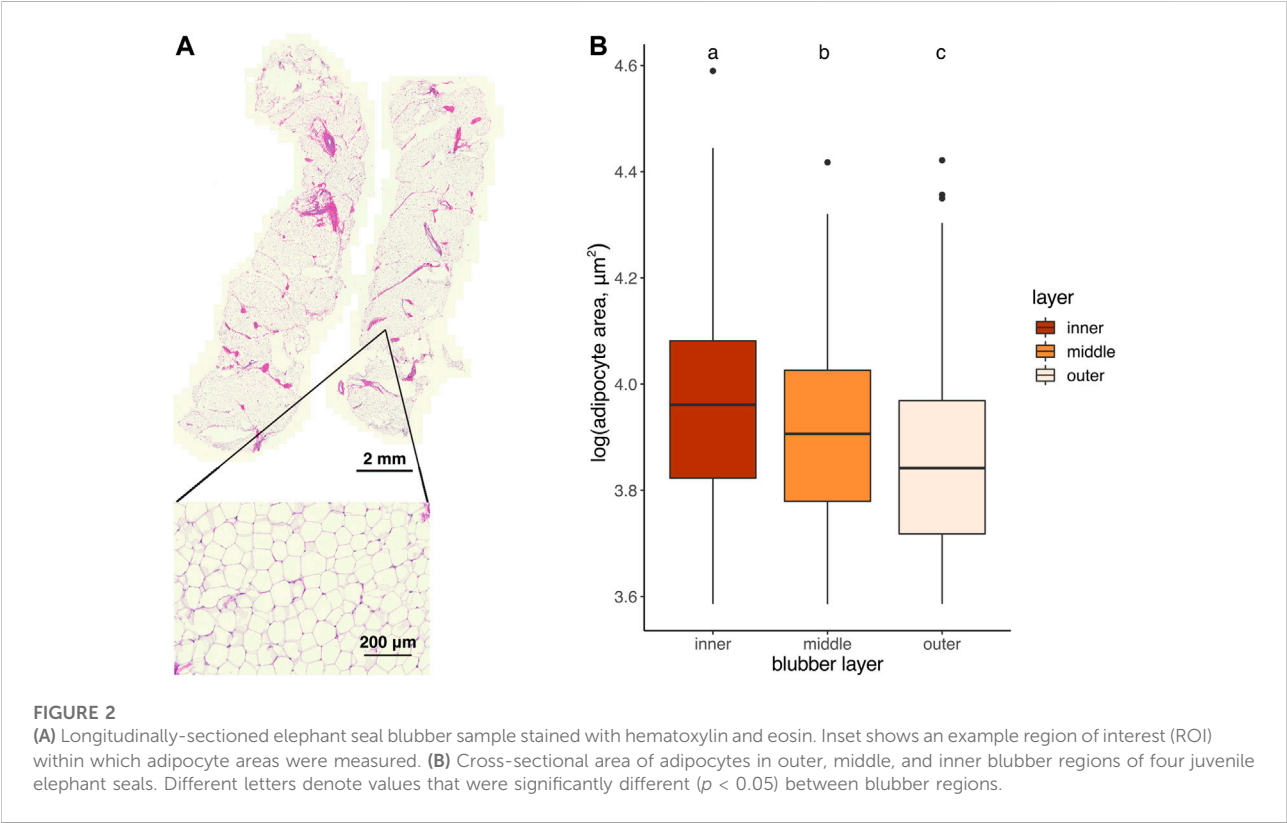 A
2 mm
200 µm
B
a b c
4.6
4.4
4.2
4.0
3.8
3.6
log(adipocyte area, µm²)
inner middle outer
blubber layer
layer
inner
middle
outer
FIGURE 2
(A) Longitudinally-sectioned elephant seal blubber sample stained with hematoxylin and eosin. Inset shows an example region of interest (ROI)
within which adipocyte areas were measured. (B) Cross-sectional area of adipocytes in outer, middle, and inner blubber regions of four juvenile
elephant seals. Different letters denote values that were significantly different (p < 0.05) between blubber regions.